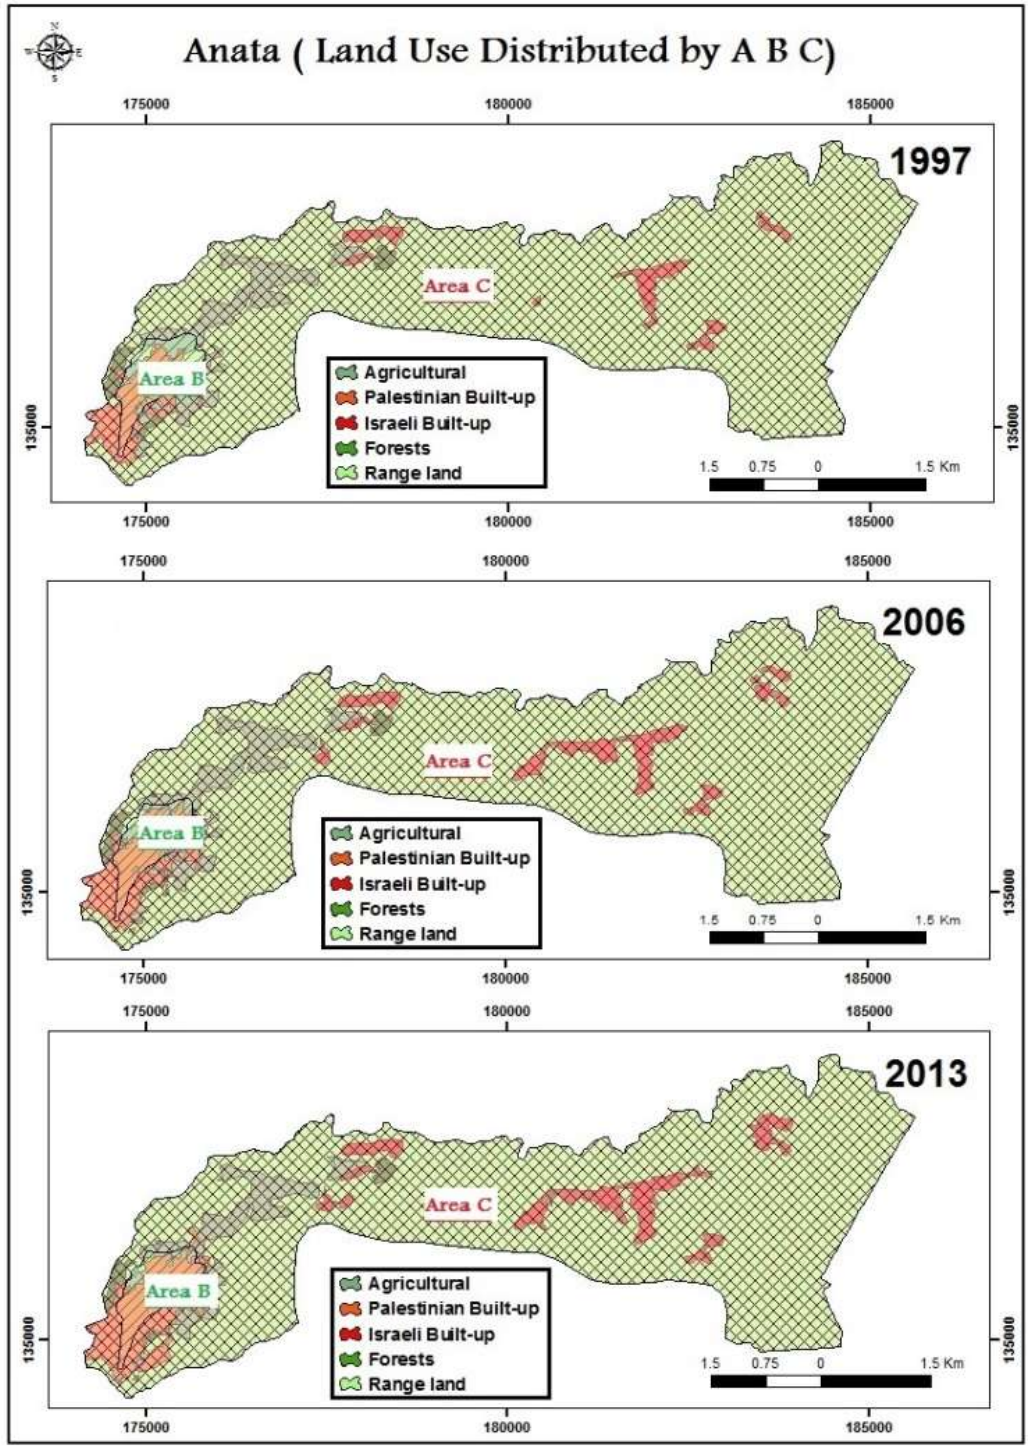 N
W E
S
Anata ( Land Use Distributed by A B C)
175000 180000 185000
1997
Area C
Area B
Agricultural
Palestinian Built-up
Israeli Built-up
Forests
Range land
135000 135000
1.5 0.75 0 1.5 Km
175000 180000 185000
175000 180000 185000
2006
Area C
Area B
Agricultural
Palestinian Built-up
Israeli Built-up
Forests
Range land
135000 135000
1.5 0.75 0 1.5 Km
175000 180000 185000
175000 180000 185000
2013
Area C
Area B
Agricultural
Palestinian Built-up
Israeli Built-up
Forests
Range land
135000 135000
1.5 0.75 0 1.5 Km
175000 180000 185000